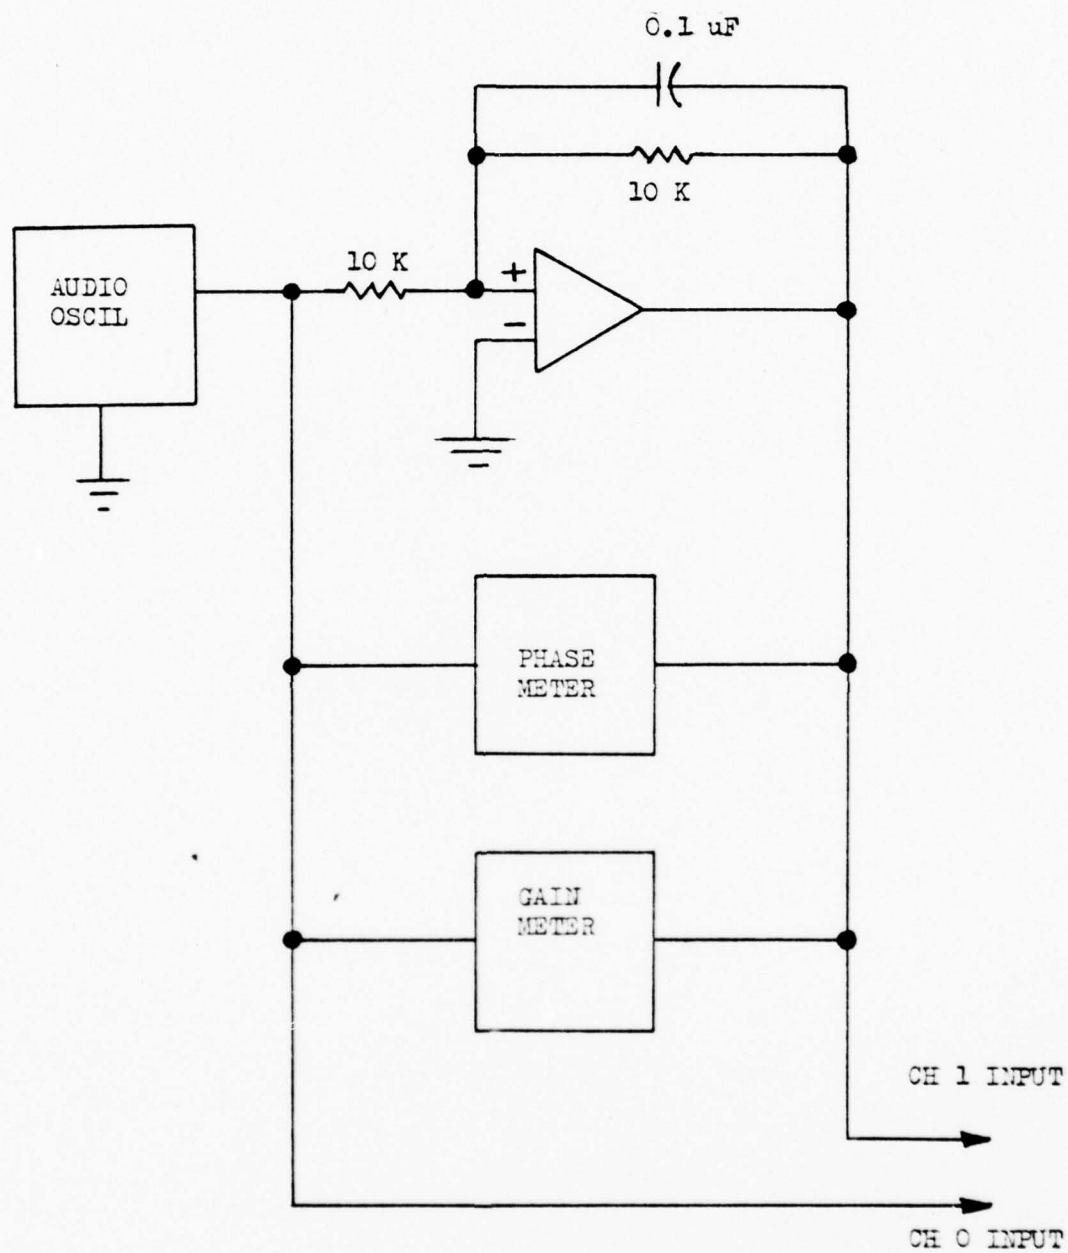 0.1 uF
10 K
10 K
+
−
AUDIO
OSCIL
PHASE
METER
GAIN
METER
CH 1 INPUT
CH 0 INPUT